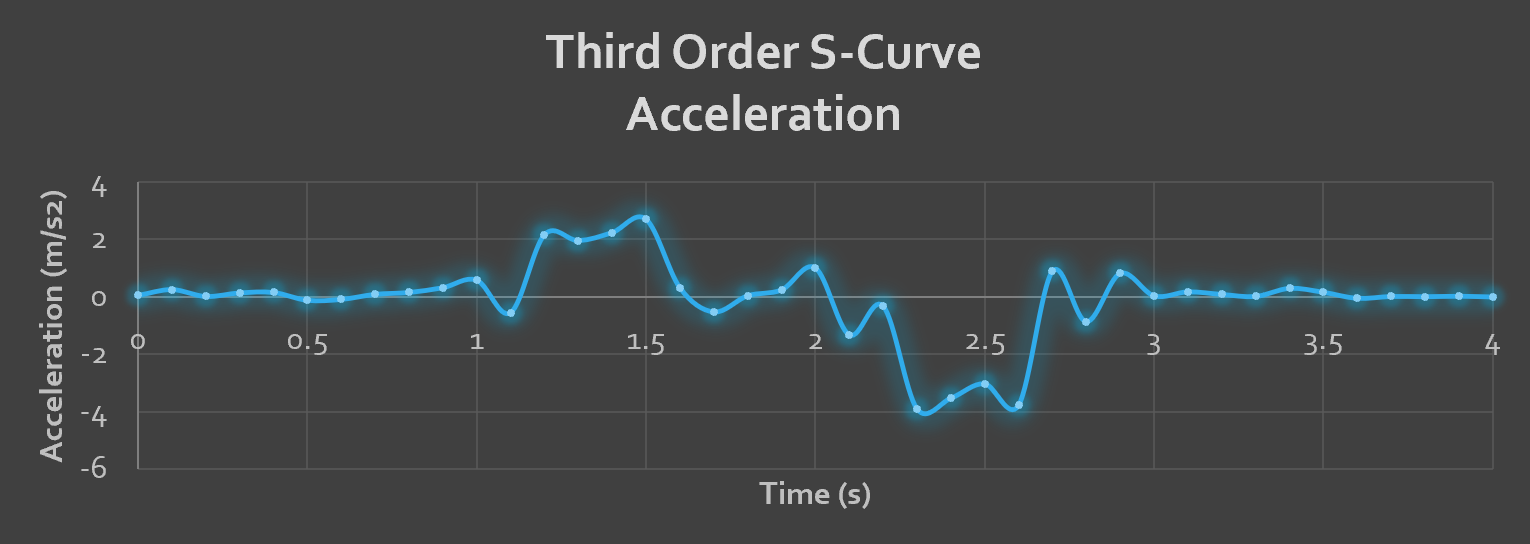 Third Order S-Curve
Acceleration
Acceleration (m/s2)
4
2
0
-2
-4
-6
0 0.5 1 1.5 2 2.5 3 3.5 4
Time (s)